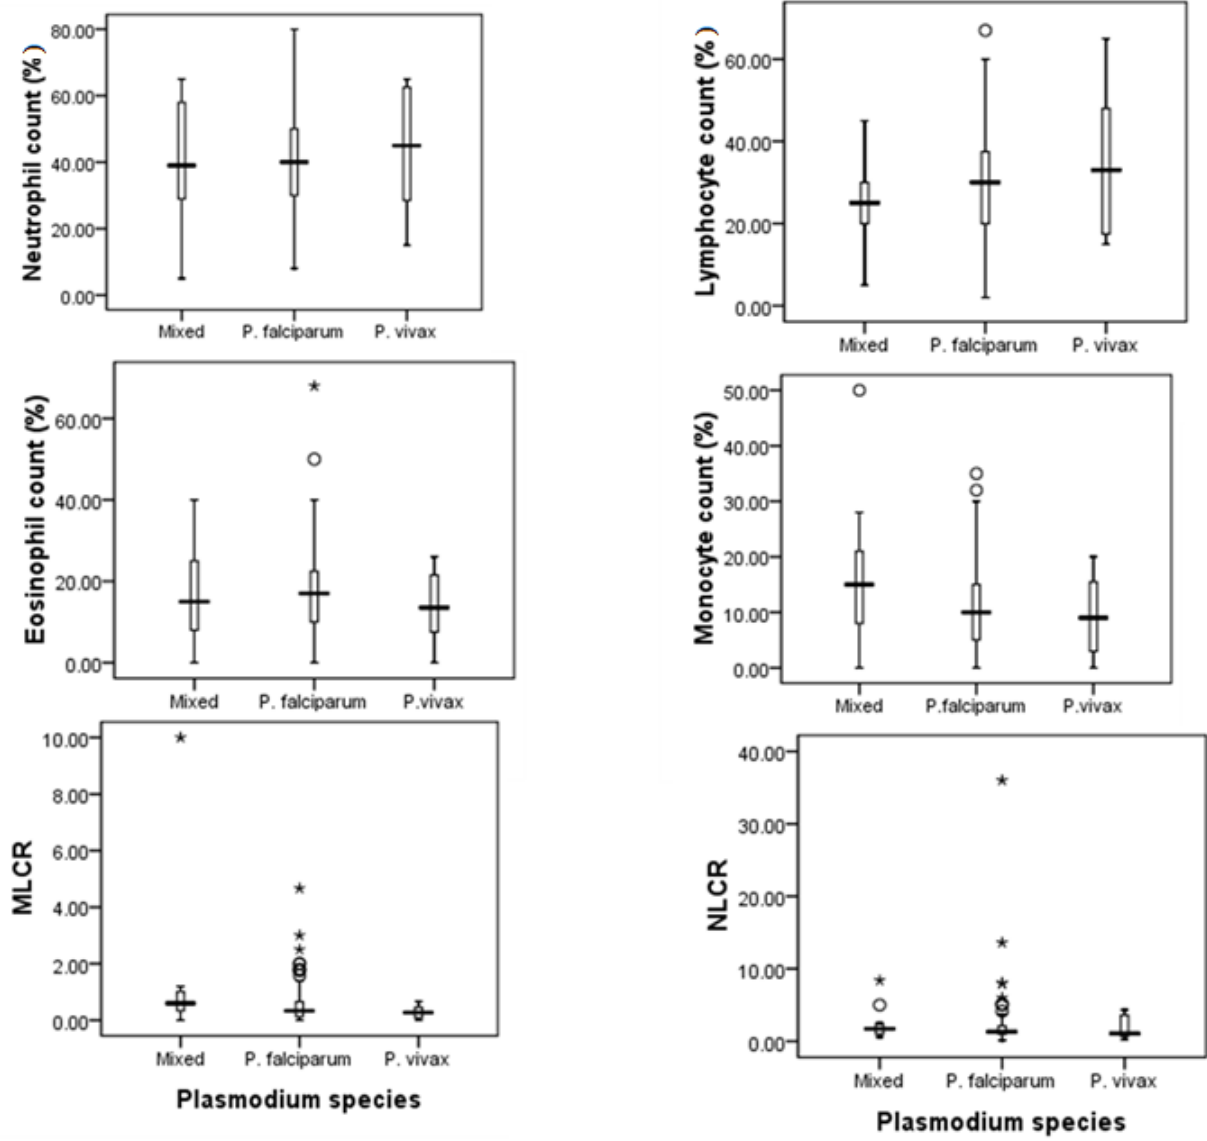 Neutrophil count (%)
80.00
60.00
40.00
20.00
0.00
Mixed P. falciparum P. vivax
Lymphocyte count (%)
60.00
40.00
20.00
0.00
Mixed P. falciparum P. vivax
Eosinophil count (%)
60.00
40.00
20.00
0.00
Mixed P. falciparum P.vivax
Monocyte count (%)
50.00
40.00
30.00
20.00
10.00
0.00
Mixed P.falciparum P.vivax
MLCR
10.00
8.00
6.00
4.00
2.00
0.00
Mixed P. falciparum P. vivax
Plasmodium species
NLCR
40.00
30.00
20.00
10.00
0.00
Mixed P. falciparum P. vivax
Plasmodium species